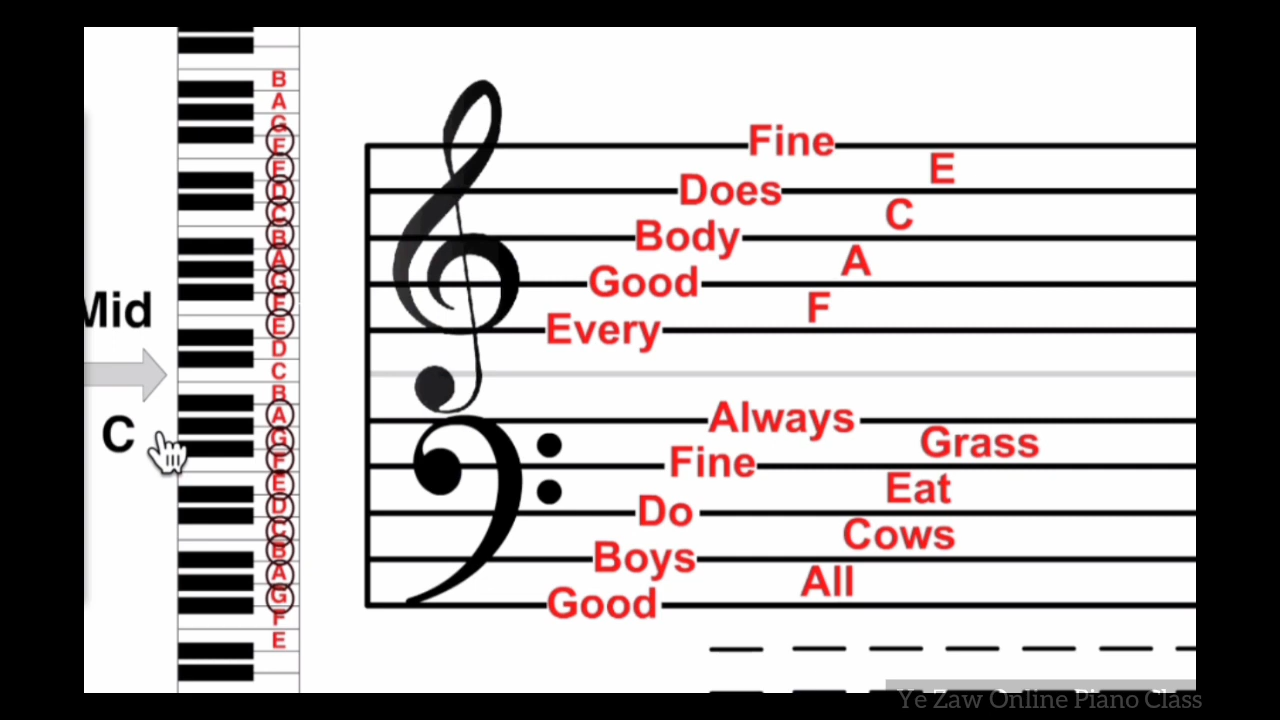 B
A
G
F
E
D
C
B
A
G
F
E
D
C
B
A
G
F
E
D
C
B
A
G
F
E
Mid
C
Fine
E
Does
C
Body
A
Good
F
Every
Always
Grass
Fine
Eat
Do
Cows
Boys
All
Good
Ye Zaw Online Piano Class